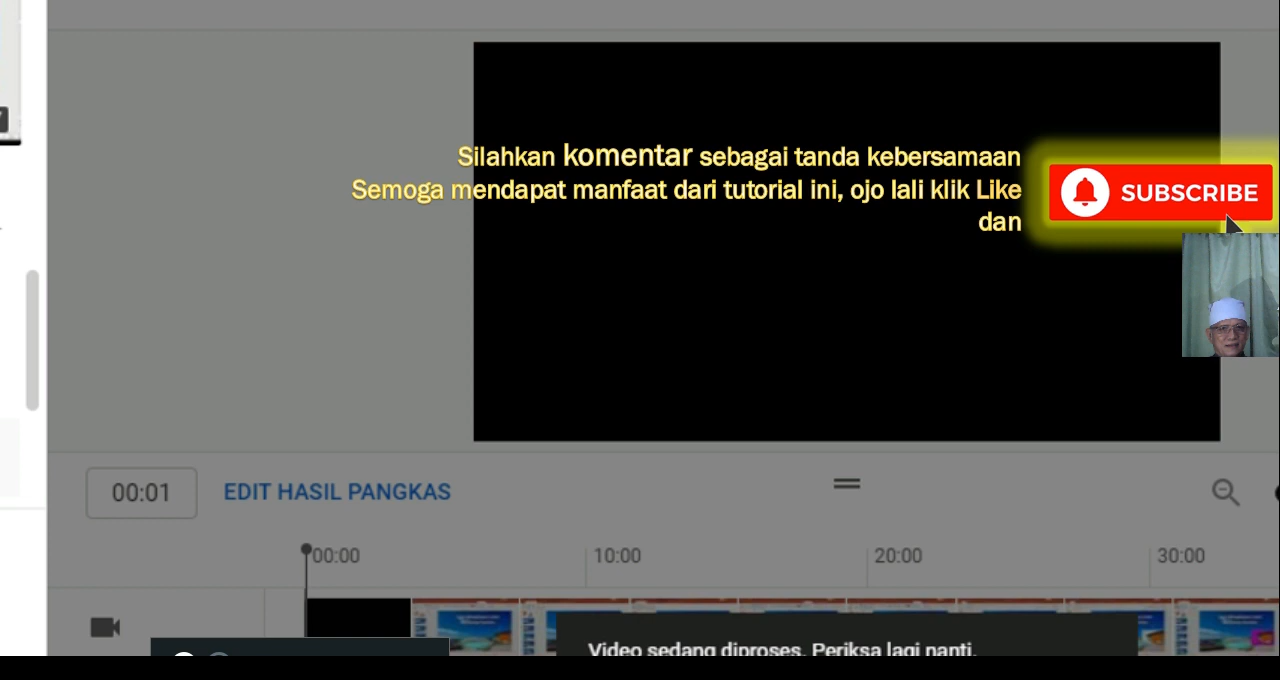 Silahkan komentar sebagai tanda kebersamaan
Semoga mendapat manfaat dari tutorial ini, ojo lali klik Like
dan
SUBSCRIBE
00:01
EDIT HASIL PANGKAS
00:00
10:00
20:00
30:00
Video sedang diproses. Periksa lagi nanti.